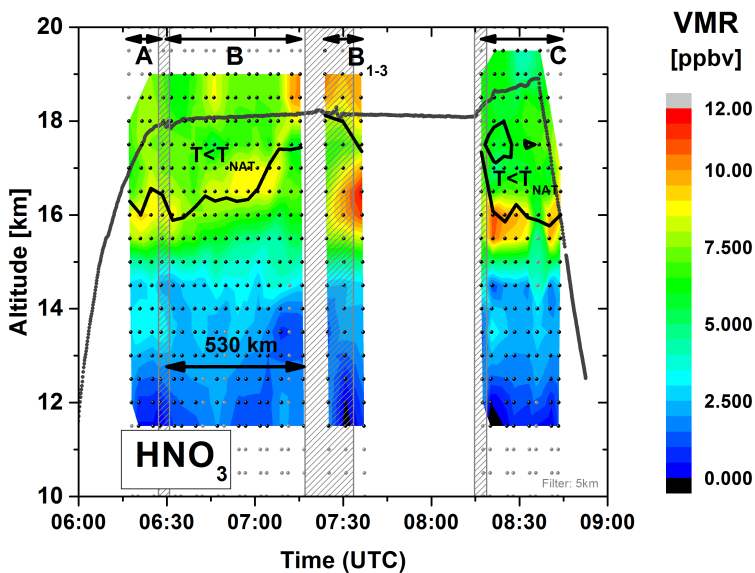 VMR
[ppbv]
A
B
B1-3
C
20
18
16
14
12
10
Altitude [km]
T<TNAT
T<TNAT
530 km
HNO3
Filter: 5km
06:00
06:30
07:00
07:30
08:00
08:30
09:00
Time (UTC)
12.00
10.00
7.500
5.000
2.500
0.000